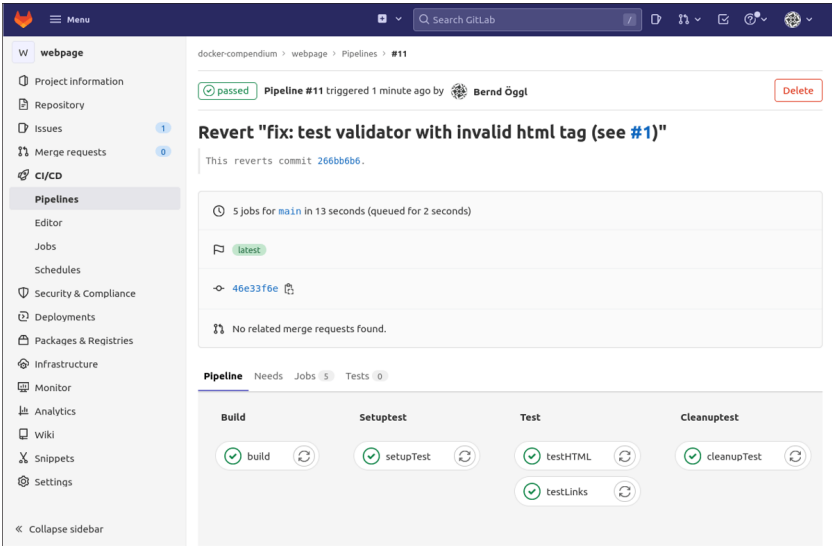 Menu
Search GitLab
/
W webpage
Project information
Repository
Issues 1
Merge requests 0
CI/CD
Pipelines
Editor
Jobs
Schedules
Security & Compliance
Deployments
Packages & Registries
Infrastructure
Monitor
Analytics
Wiki
Snippets
Settings
« Collapse sidebar
docker-compendium > webpage > Pipelines > #11
passed Pipeline #11 triggered 1 minute ago by Bernd Öggl Delete
Revert "fix: test validator with invalid html tag (see #1)"
This reverts commit 266bb6b6.
5 jobs for main in 13 seconds (queued for 2 seconds)
latest
46e33f6e
No related merge requests found.
Pipeline Needs Jobs 5 Tests 0
Build Setuptest Test Cleanuptest
build setupTest testHTML cleanupTest
testLinks